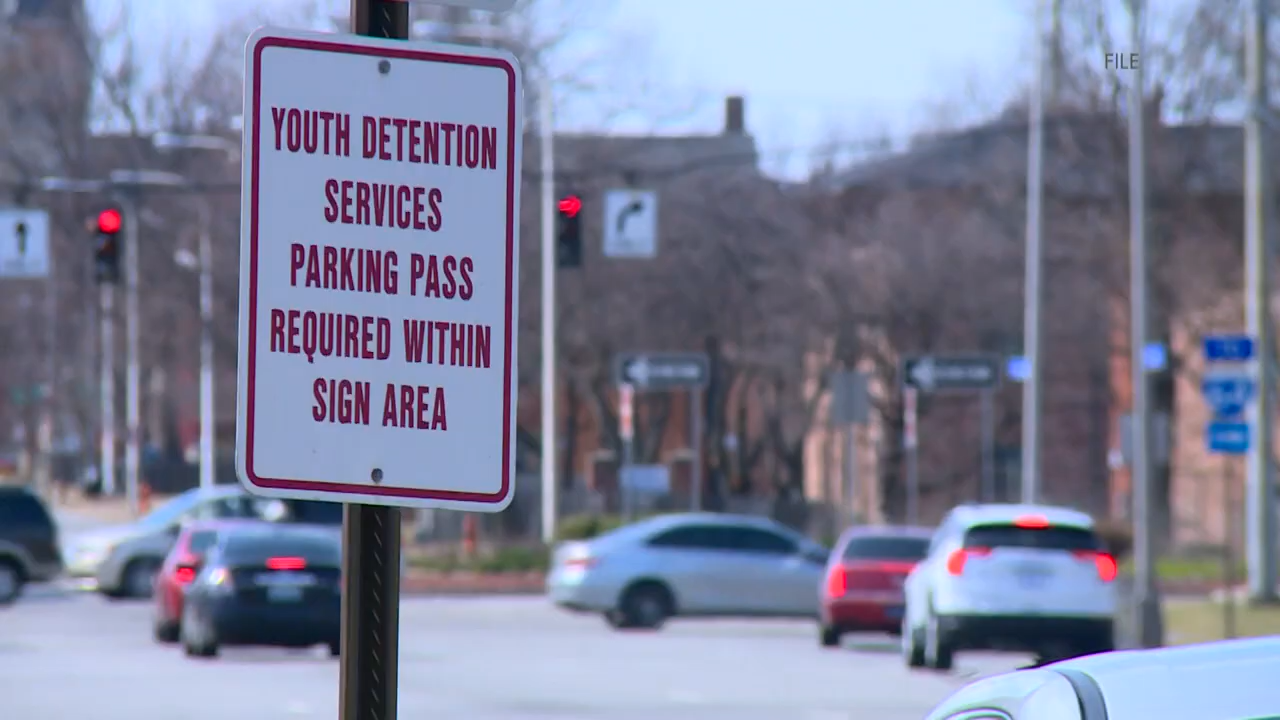 FILE
YOUTH DETENTION
SERVICES
PARKING PASS
REQUIRED WITHIN
SIGN AREA